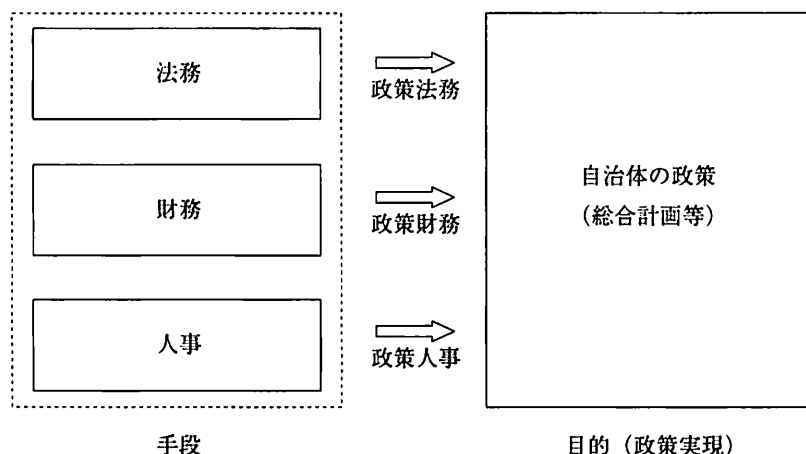 法務
政策法務
財務
政策財務
人事
政策人事
自治体の政策
（総合計画等）
手段
目的（政策実現）